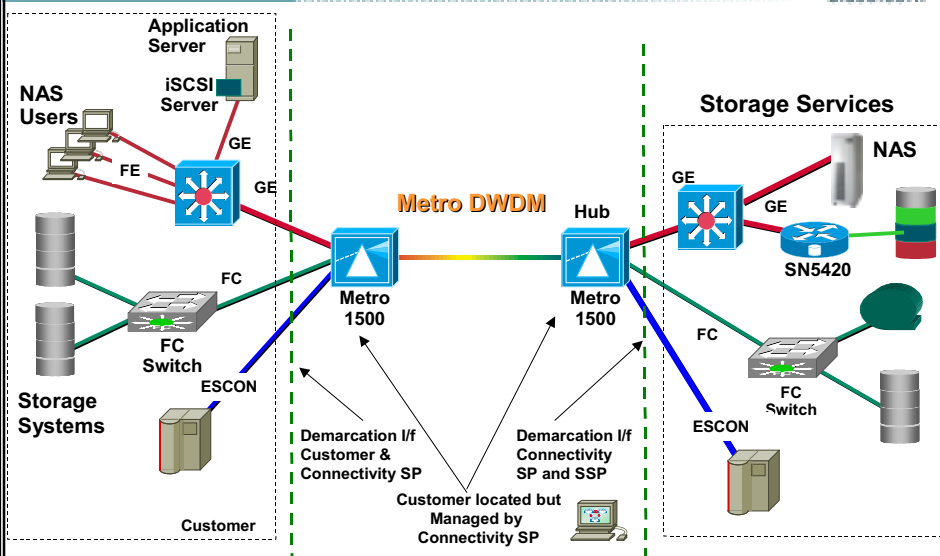 Application
Server
iSCSI
Server
NAS
Users
GE
FE
GE
Metro DWDM
Hub
Storage Services
GE
NAS
GE
SN5420
FC
Metro
1500
Metro
1500
FC
Switch
FC
FC
Switch
ESCON
ESCON
Storage
Systems
Demarcation I/f
Customer &
Connectivity SP
Demarcation I/f
Connectivity
SP and SSP
Customer located but
Managed by
Connectivity SP
Customer